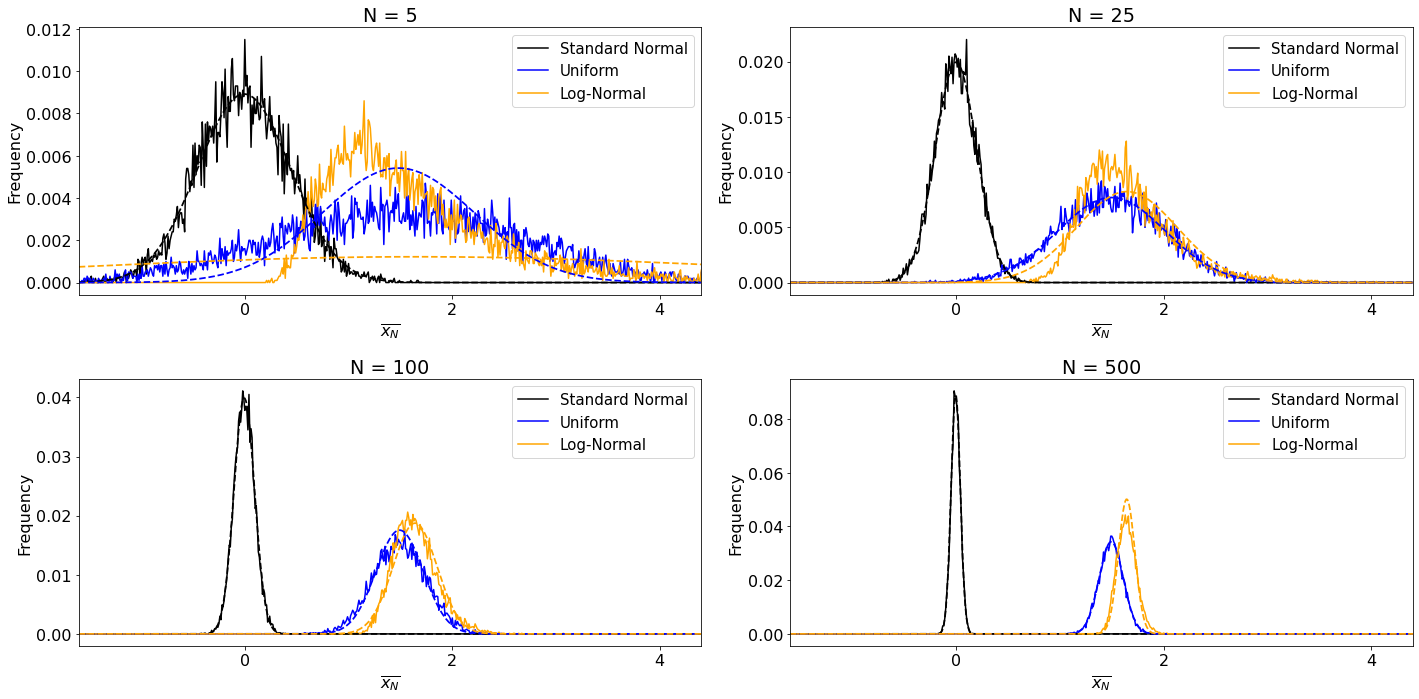 N = 5
0.012
0.010
0.008
0.006
0.004
0.002
0.000
Frequency
Standard Normal
Uniform
Log-Normal
0 2 4
$\overline{x_N}$
N = 25
0.020
0.015
0.010
0.005
0.000
Frequency
Standard Normal
Uniform
Log-Normal
0 2 4
$\overline{x_N}$
N = 100
0.04
0.03
0.02
0.01
0.00
Frequency
Standard Normal
Uniform
Log-Normal
0 2 4
$\overline{x_N}$
N = 500
0.08
0.06
0.04
0.02
0.00
Frequency
Standard Normal
Uniform
Log-Normal
0 2 4
$\overline{x_N}$